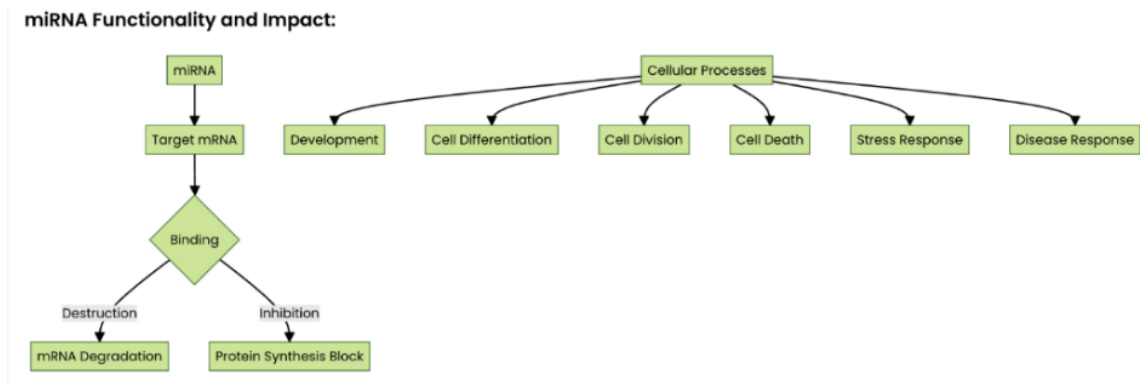 miRNA Functionality and Impact:
miRNA
Cellular Processes
Target mRNA
Development
Cell Differentiation
Cell Division
Cell Death
Stress Response
Disease Response
Binding
Destruction
Inhibition
mRNA Degradation
Protein Synthesis Block